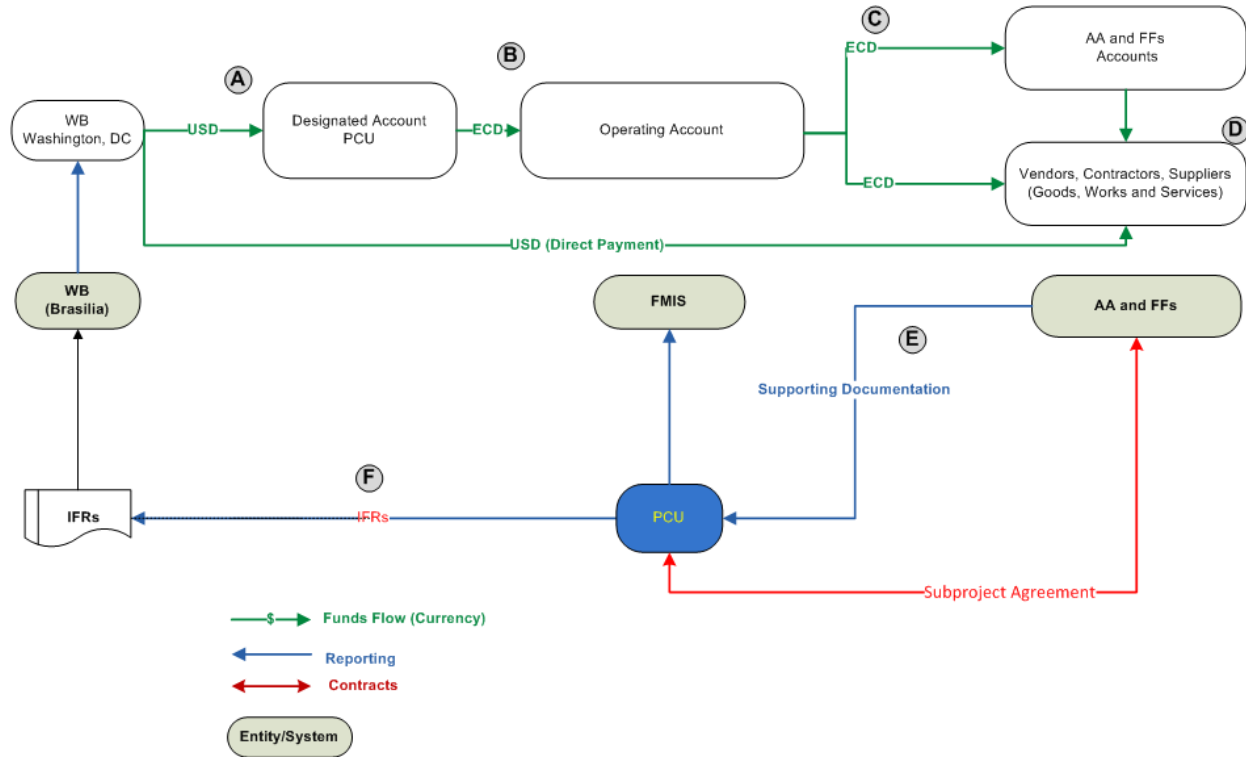 C
ECD
AA and FFs
Accounts
B
A
WB
Washington, DC
USD
Designated Account
PCU
ECD
Operating Account
D
Vendors, Contractors, Suppliers
(Goods, Works and Services)
ECD
USD (Direct Payment)
WB
(Brasilia)
FMIS
AA and FFs
E
Supporting Documentation
F
IFRs
IFRs
PCU
Subproject Agreement
$
Funds Flow (Currency)
Reporting
Contracts
Entity/System